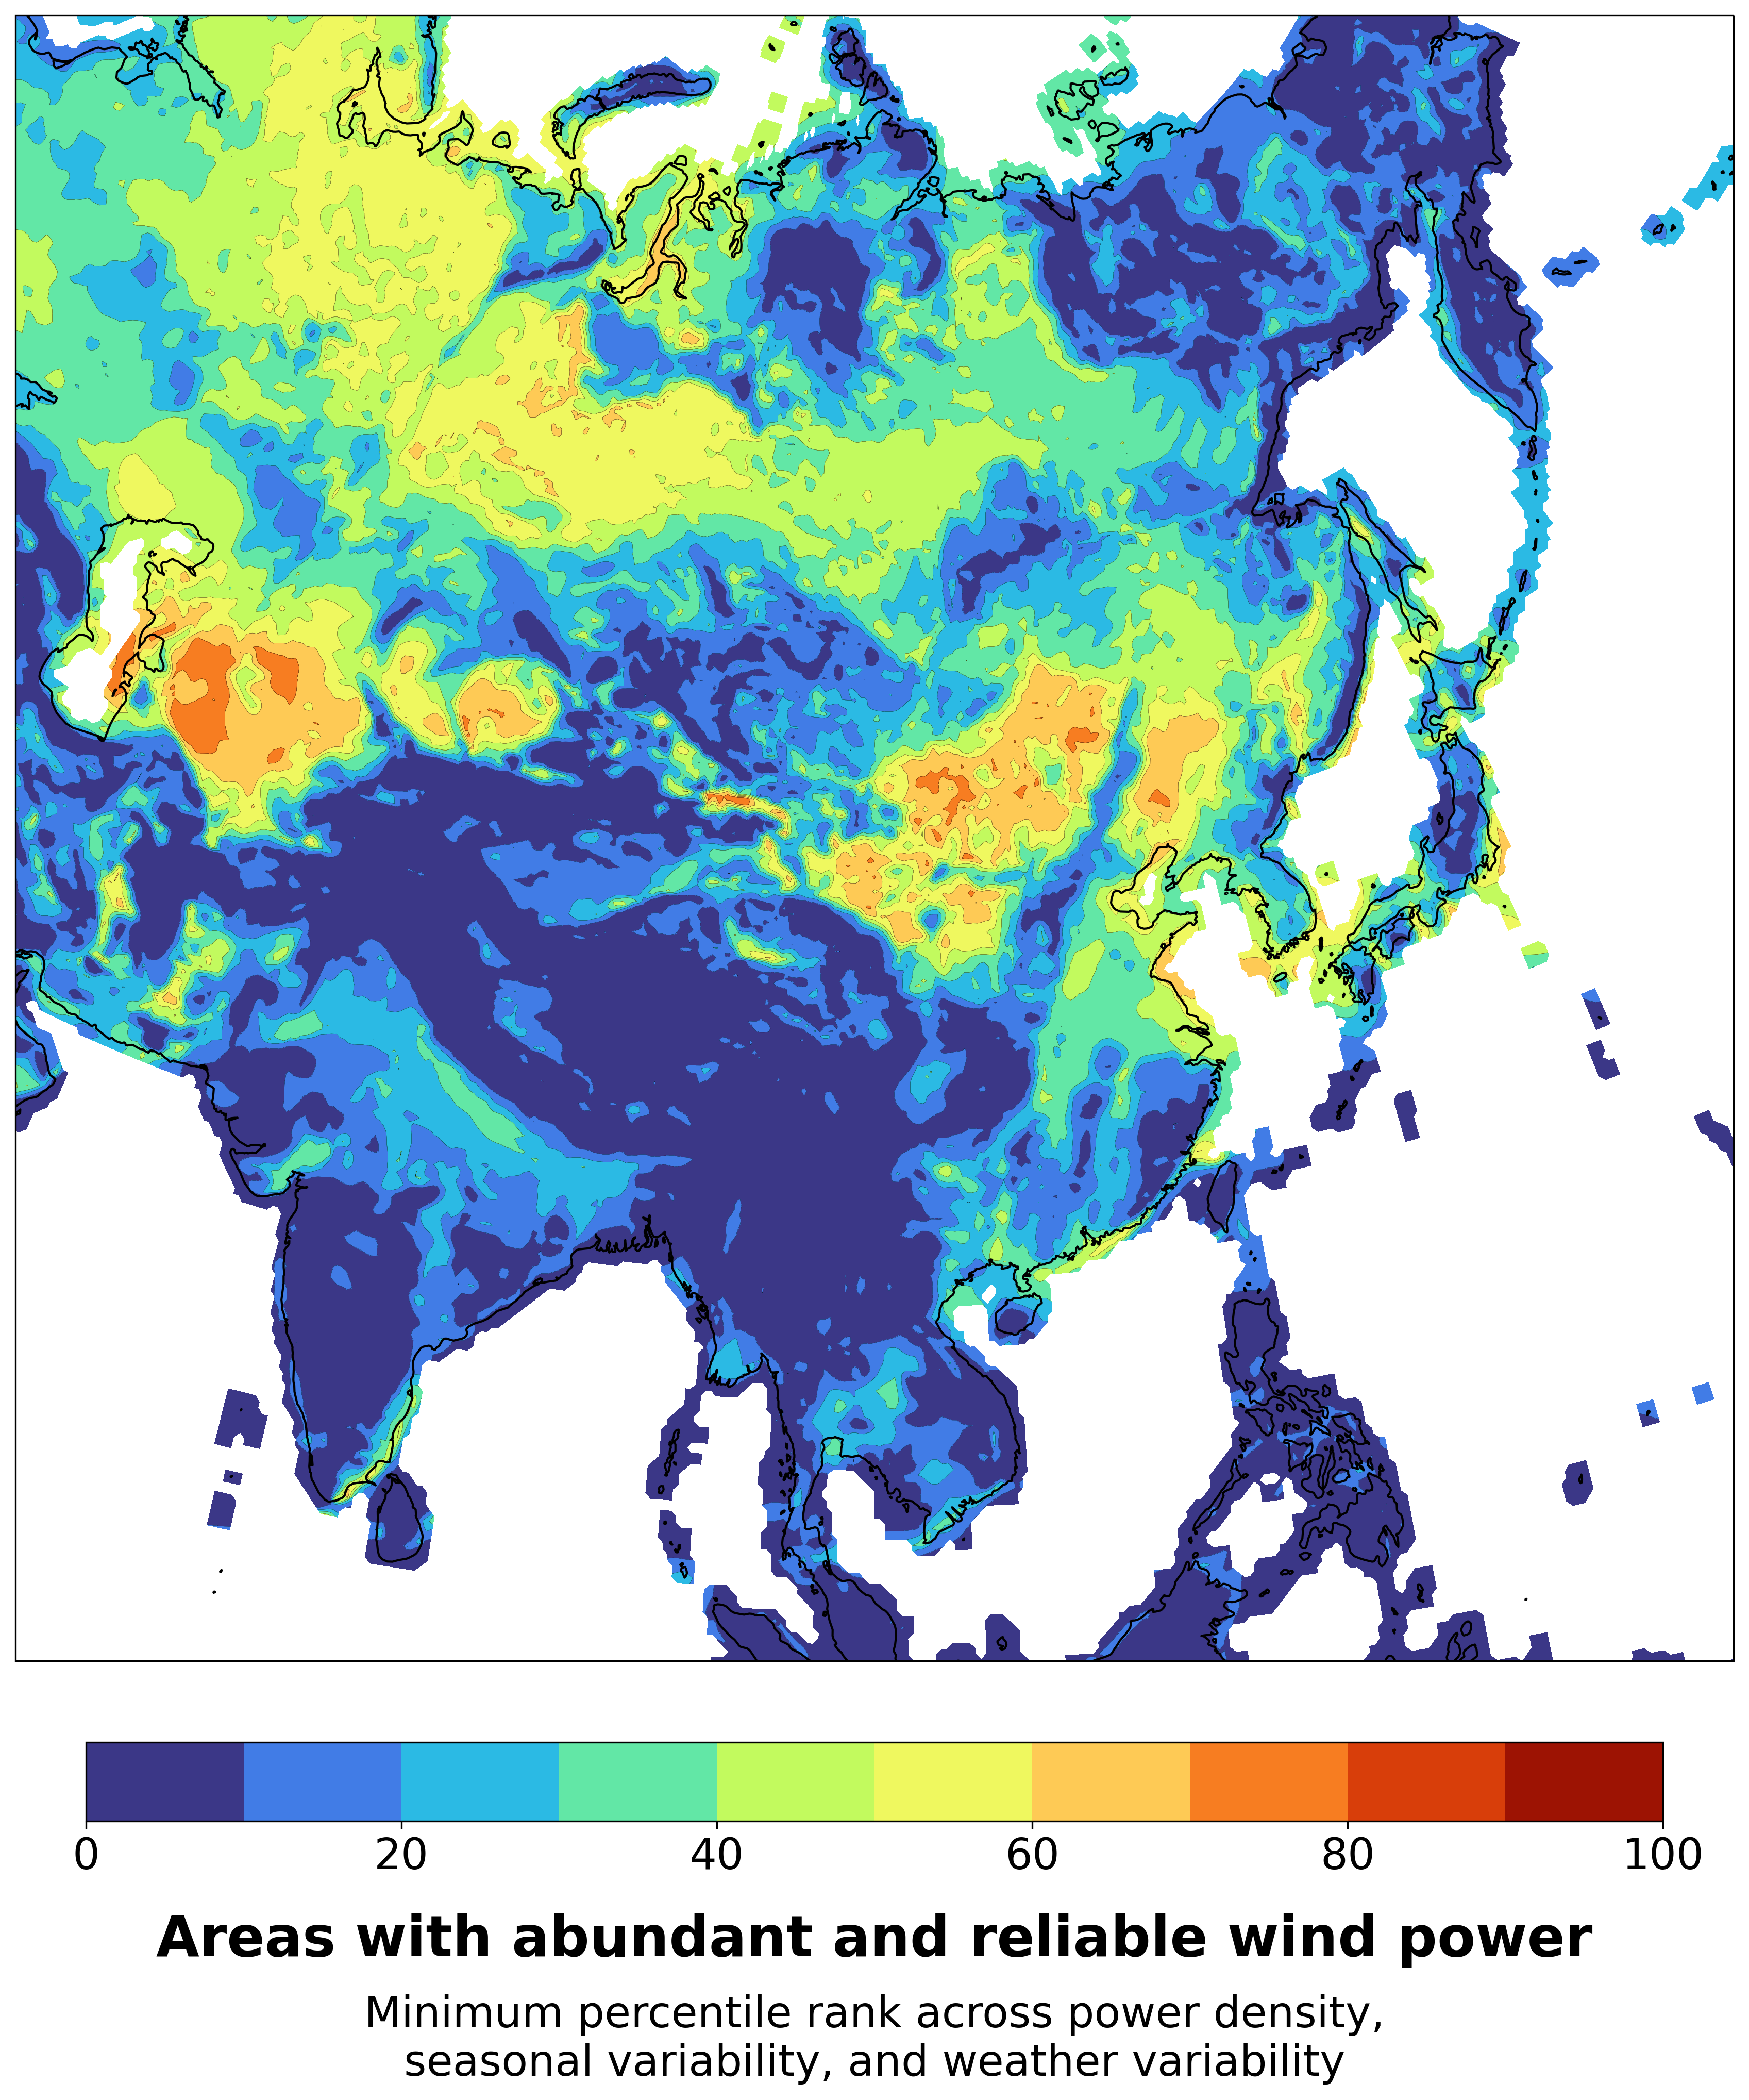 0 20 40 60 80 100
Areas with abundant and reliable wind power
Minimum percentile rank across power density,
seasonal variability, and weather variability